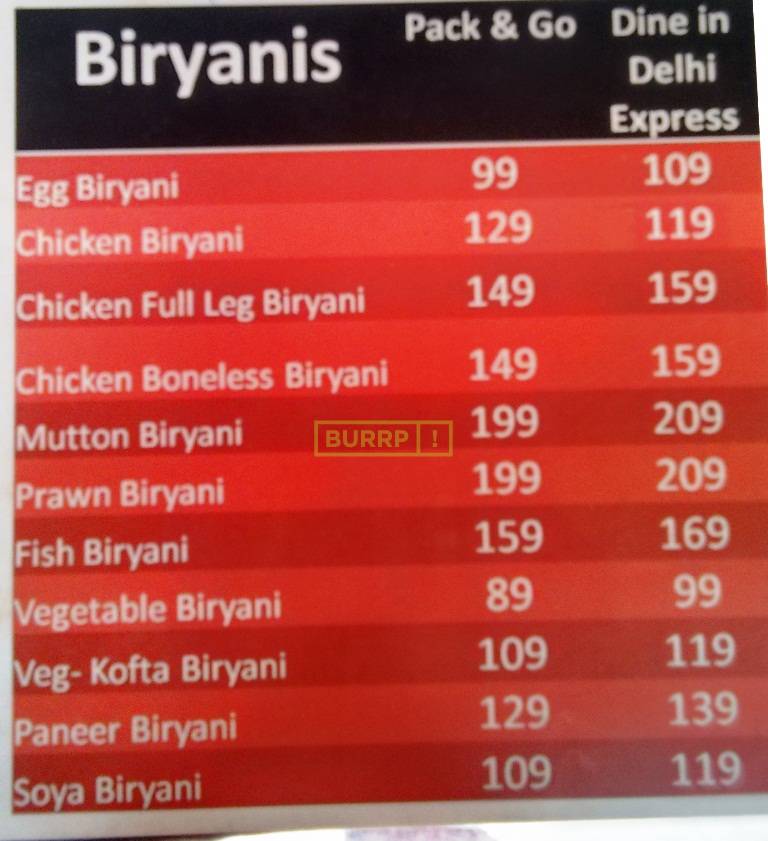 Biryanis Pack & Go Dine in
Delhi
Express
Egg Biryani 99 109
Chicken Biryani 129 119
Chicken Full Leg Biryani 149 159
Chicken Boneless Biryani 149 159
Mutton Biryani 199 209
BURRP!
Prawn Biryani 199 209
Fish Biryani 159 169
Vegetable Biryani 89 99
Veg- Kofta Biryani 109 119
Paneer Biryani 129 139
Soya Biryani 109 119